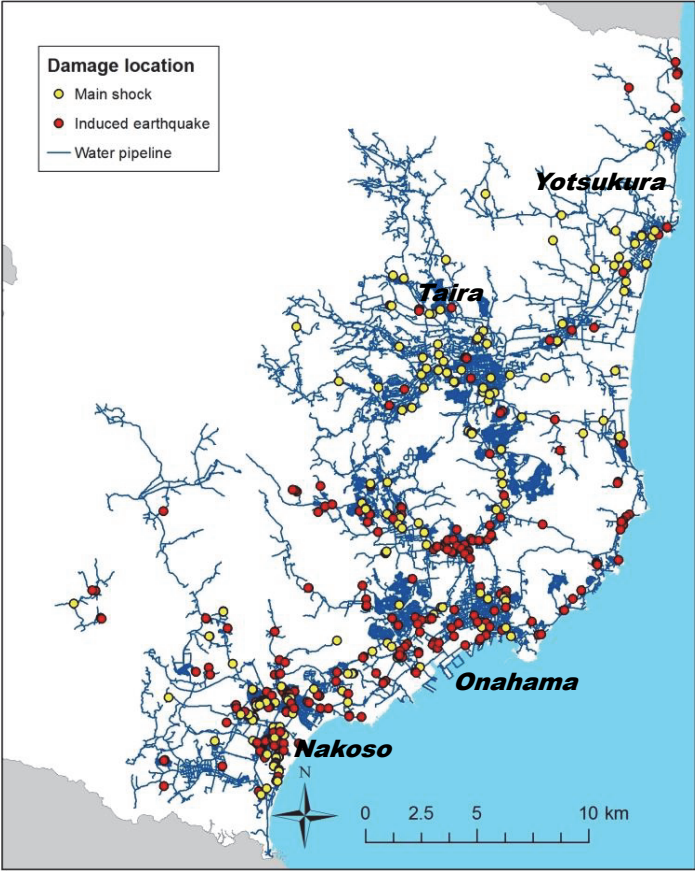 Damage location
Main shock
Induced earthquake
Water pipeline
Yotsukura
Taira
Onahama
Nakoso
N
0 2.5 5 10 km